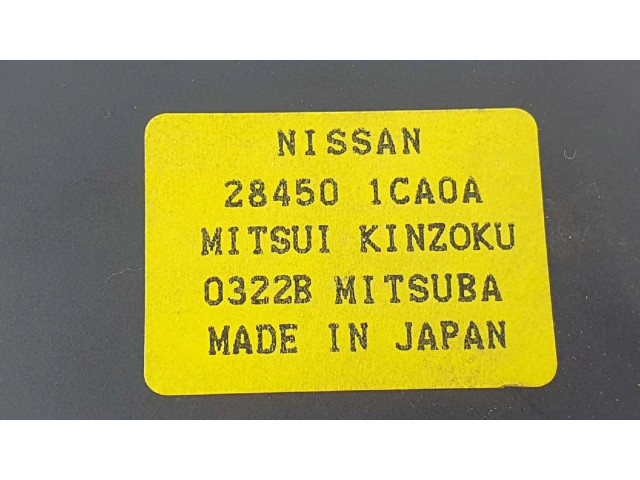 NISSAN
28450 1CA0A
MITSUI KINZOKU
0322B MITSUBA
MADE IN JAPAN